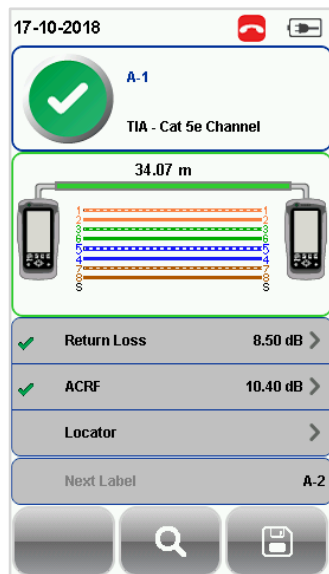 17-10-2018
A-1
TIA - Cat 5e Channel
34.07 m
1 1
2 2
3 3
6 6
5 5
4 4
7 7
8 8
S S
Return Loss 8.50 dB
ACRF 10.40 dB
Locator
Next Label A-2